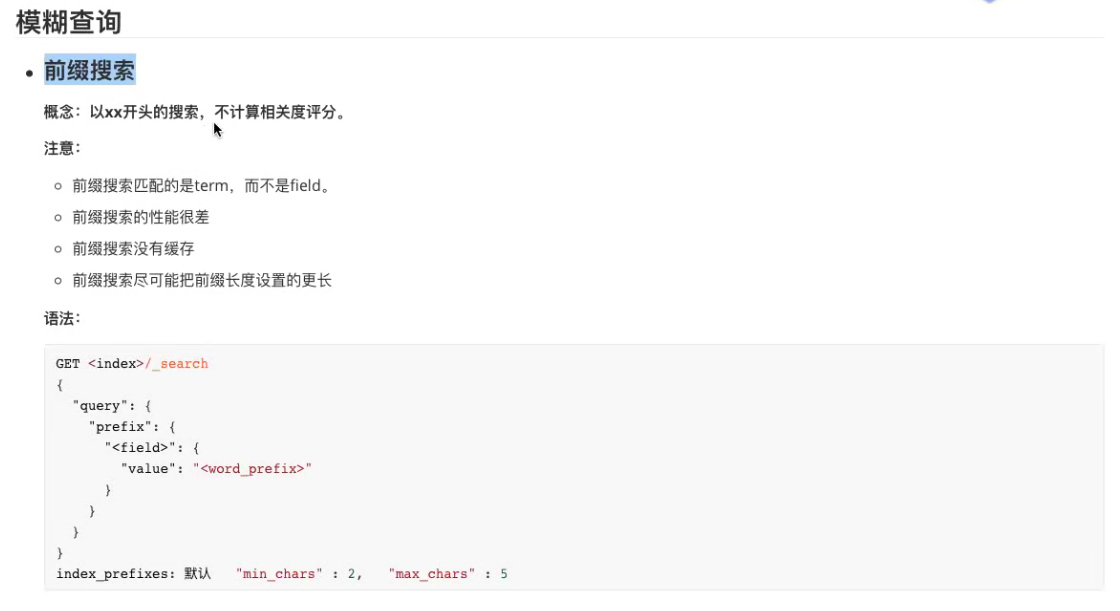 模糊查询
前缀搜索
概念：以xx开头的搜索，不计算相关度评分。
注意：
前缀搜索匹配的是term，而不是field。
前缀搜索的性能很差
前缀搜索没有缓存
前缀搜索尽可能把前缀长度设置的更长
语法：
GET <index>/_search
{
  "query": {
    "prefix": {
      "<field>": {
        "value": "<word_prefix>"
      }
    }
  }
}
index_prefixes: 默认   "min_chars" : 2,   "max_chars" : 5